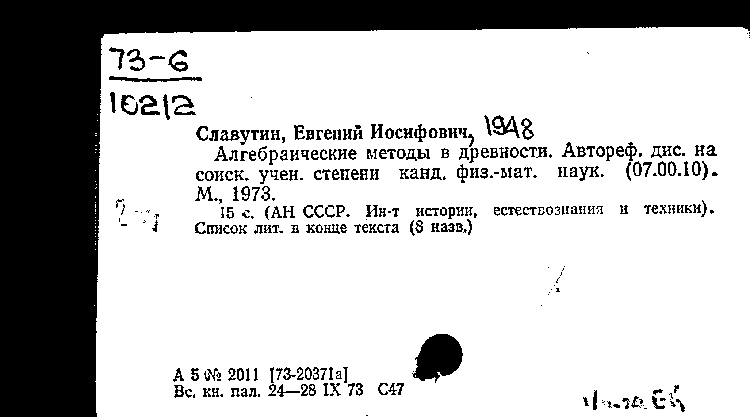 73-6
10212
Славутин, Евгений Иосифович, 1948
Алгебраические методы в древности. Автореф. дис. на
соиск. учен. степени канд. физ.-мат. наук. (07.00.10).
М., 1973.
15 с. (АН СССР. Ин-т истории, естествознания и техники).
Список лит. в конце текста (8 назв.)
А 5 № 2011 [73-20371а]
Вс. кн. пал. 24—28 IX 73 С47